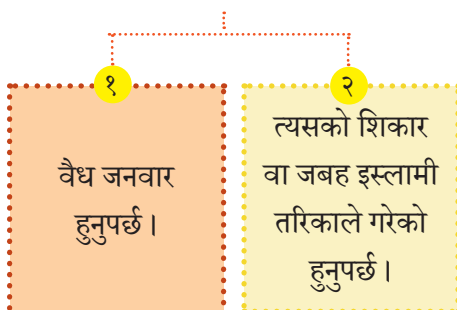 १
वैध जनवार
हुनुपर्छ ।
२
त्यसको शिकार
वा जबह इस्लामी
तरिकाले गरेको
हुनुपर्छ ।